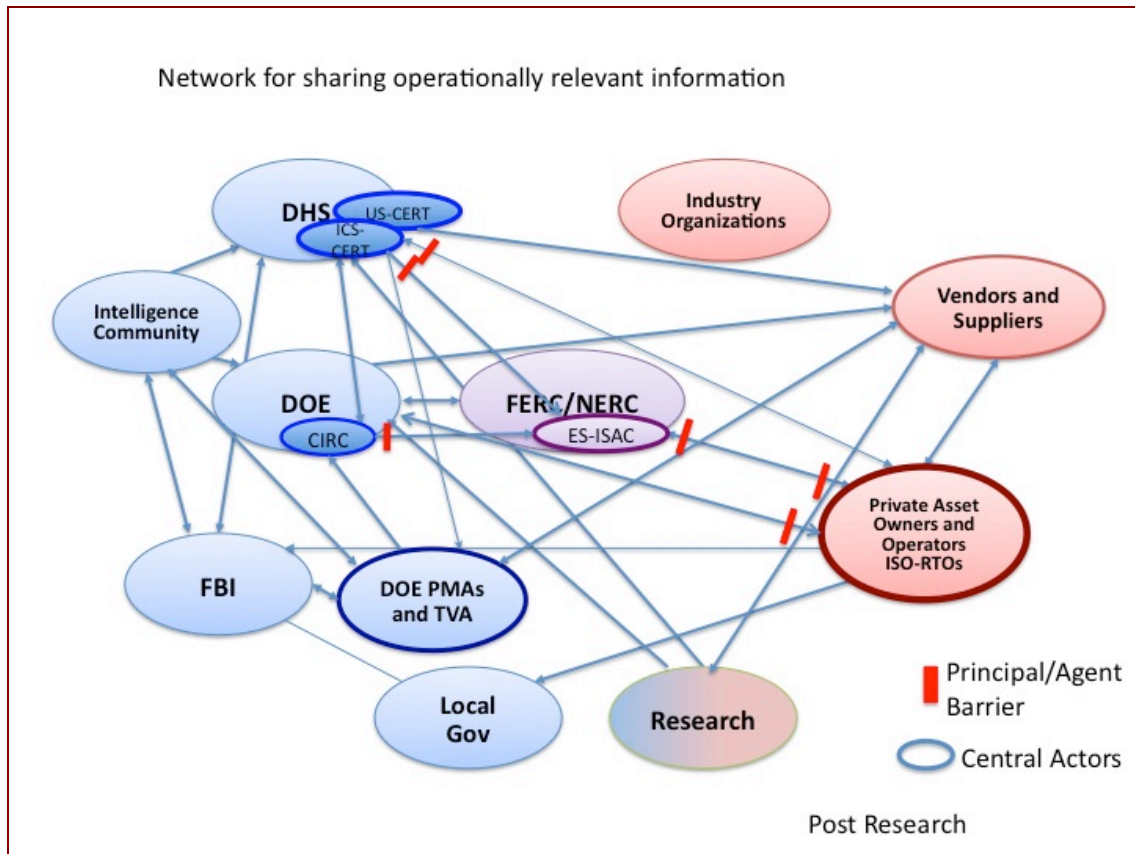 Network for sharing operationally relevant information
DHS
US-CERT
ICS-
CERT
Industry
Organizations
Intelligence
Community
Vendors and
Suppliers
DOE
CIRC
FERC/NERC
ES-ISAC
Private Asset
Owners and
Operators
ISO-RTOs
FBI
DOE PMAs
and TVA
Local
Gov
Research
Principal/Agent
Barrier
Central Actors
Post Research